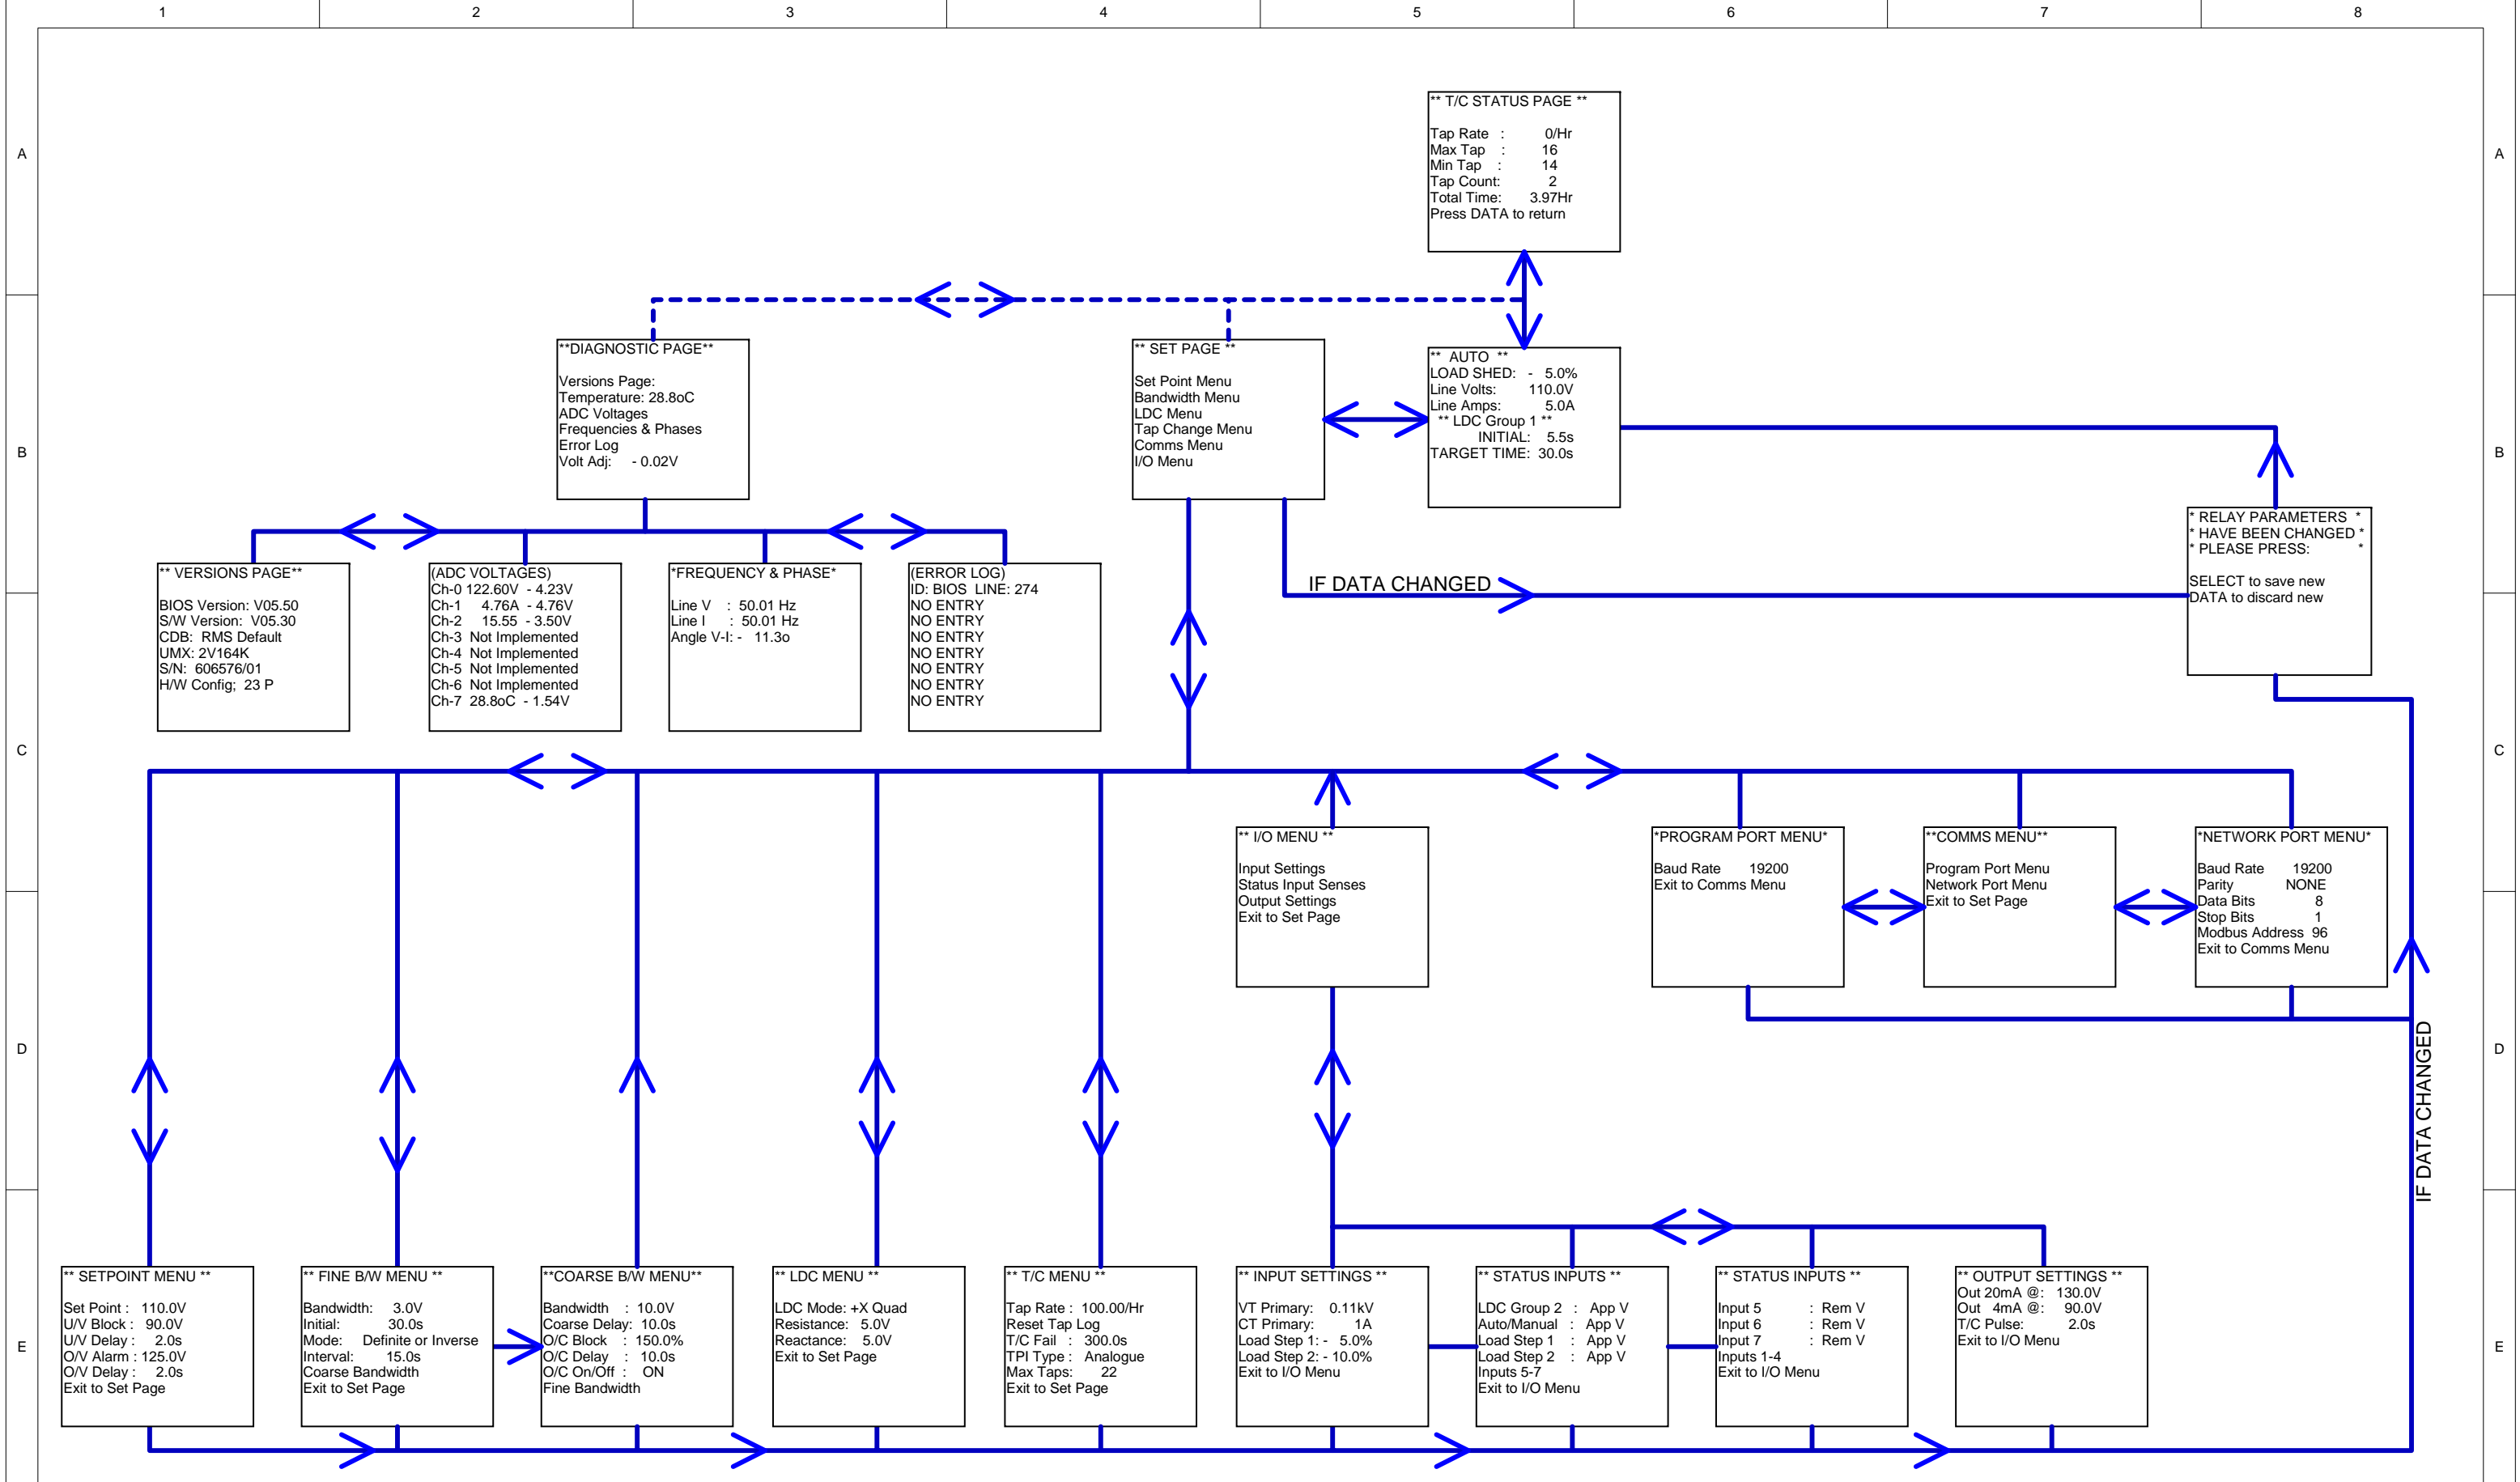 1 2 3 4 5 6 7 8
** T/C STATUS PAGE **
Tap Rate : 0/Hr
Max Tap : 16
Min Tap : 14
Tap Count: 2
Total Time: 3.97Hr
Press DATA to return
A A
**DIAGNOSTIC PAGE**
Versions Page:
Temperature: 28.8oC
ADC Voltages
Frequencies & Phases
Error Log
Volt Adj: - 0.02V
** SET PAGE **
Set Point Menu
Bandwidth Menu
LDC Menu
Tap Change Menu
Comms Menu
I/O Menu
** AUTO **
LOAD SHED: - 5.0%
Line Volts: 110.0V
Line Amps: 5.0A
** LDC Group 1 **
INITIAL: 5.5s
TARGET TIME: 30.0s
B B
* RELAY PARAMETERS *
* HAVE BEEN CHANGED *
* PLEASE PRESS: *
SELECT to save new
DATA to discard new
IF DATA CHANGED
** VERSIONS PAGE**
BIOS Version: V05.50
S/W Version: V05.30
CDB: RMS Default
UMX: 2V164K
S/N: 606576/01
H/W Config; 23 P
(ADC VOLTAGES)
Ch-0 122.60V - 4.23V
Ch-1 4.76A - 4.76V
Ch-2 15.55 - 3.50V
Ch-3 Not Implemented
Ch-4 Not Implemented
Ch-5 Not Implemented
Ch-6 Not Implemented
Ch-7 28.8oC - 1.54V
*FREQUENCY & PHASE*
Line V : 50.01 Hz
Line I : 50.01 Hz
Angle V-I: - 11.3o
(ERROR LOG)
ID: BIOS LINE: 274
NO ENTRY
NO ENTRY
NO ENTRY
NO ENTRY
NO ENTRY
NO ENTRY
NO ENTRY
C C
** I/O MENU **
Input Settings
Status Input Senses
Output Settings
Exit to Set Page
*PROGRAM PORT MENU*
Baud Rate 19200
Exit to Comms Menu
**COMMS MENU**
Program Port Menu
Network Port Menu
Exit to Set Page
*NETWORK PORT MENU*
Baud Rate 19200
Parity NONE
Data Bits 8
Stop Bits 1
Modbus Address 96
Exit to Comms Menu
D D
IF DATA CHANGED
** SETPOINT MENU **
Set Point : 110.0V
U/V Block : 90.0V
U/V Delay : 2.0s
O/V Alarm : 125.0V
O/V Delay : 2.0s
Exit to Set Page
** FINE B/W MENU **
Bandwidth: 3.0V
Initial: 30.0s
Mode: Definite or Inverse
Interval: 15.0s
Coarse Bandwidth
Exit to Set Page
**COARSE B/W MENU**
Bandwidth : 10.0V
Coarse Delay: 10.0s
O/C Block : 150.0%
O/C Delay : 10.0s
O/C On/Off : ON
Fine Bandwidth
** LDC MENU **
LDC Mode: +X Quad
Resistance: 5.0V
Reactance: 5.0V
Exit to Set Page
** T/C MENU **
Tap Rate : 100.00/Hr
Reset Tap Log
T/C Fail : 300.0s
TPI Type : Analogue
Max Taps: 22
Exit to Set Page
** INPUT SETTINGS **
VT Primary: 0.11kV
CT Primary: 1A
Load Step 1: - 5.0%
Load Step 2: - 10.0%
Exit to I/O Menu
** STATUS INPUTS **
LDC Group 2 : App V
Auto/Manual : App V
Load Step 1 : App V
Load Step 2 : App V
Inputs 5-7
Exit to I/O Menu
** STATUS INPUTS **
Input 5 : Rem V
Input 6 : Rem V
Input 7 : Rem V
Inputs 1-4
Exit to I/O Menu
** OUTPUT SETTINGS **
Out 20mA @: 130.0V
Out 4mA @: 90.0V
T/C Pulse: 2.0s
Exit to I/O Menu
E E